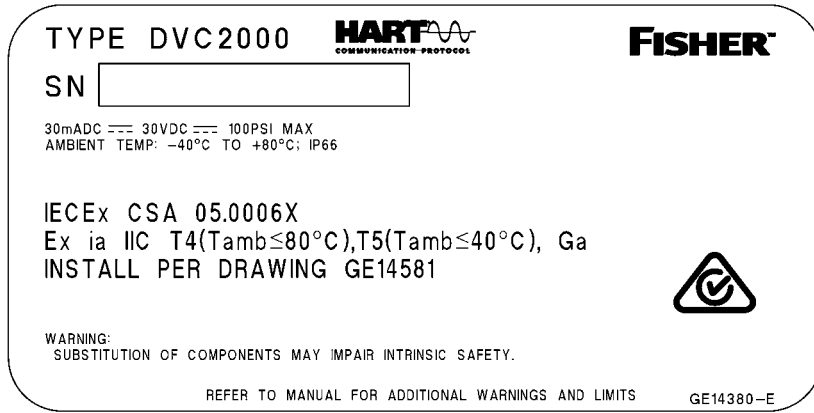 TYPE DVC2000
HART
COMMUNICATION PROTOCOL
FISHER™
SN
30mADC ⎓ 30VDC ⎓ 100PSI MAX
AMBIENT TEMP: -40°C TO +80°C; IP66
IECEx CSA 05.0006X
Ex ia IIC T4(Tamb≤80°C),T5(Tamb≤40°C), Ga
INSTALL PER DRAWING GE14581
WARNING:
SUBSTITUTION OF COMPONENTS MAY IMPAIR INTRINSIC SAFETY.
REFER TO MANUAL FOR ADDITIONAL WARNINGS AND LIMITS
GE14380-E